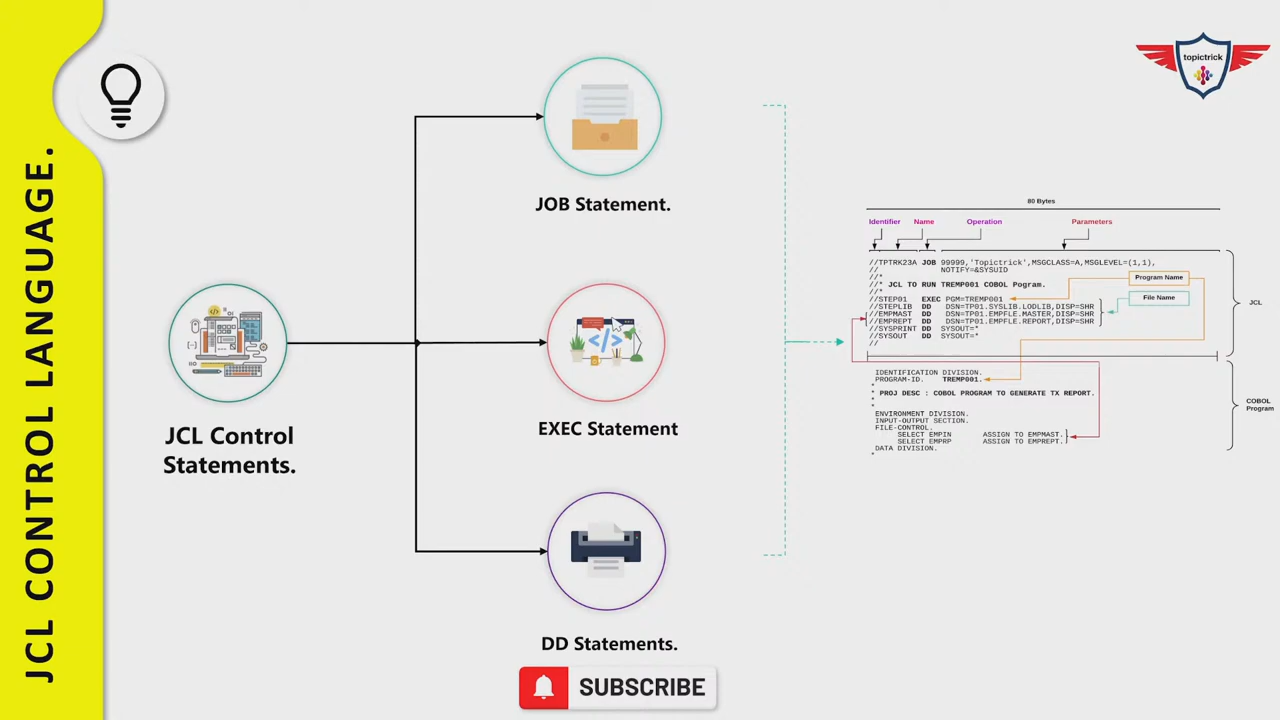 JCL CONTROL LANGUAGE.
topictrick
JOB Statement.
JCL Control
Statements.
EXEC Statement
DD Statements.
SUBSCRIBE
80 Bytes
Identifier Name Operation Parameters
//TPTRK23A JOB 99999,'Topictrick',MSGCLASS=A,MSGLEVEL=(1,1),
// NOTIFY=&SYSUID
//*
//* JCL TO RUN TREMP001 COBOL Pogram.
//*
//STEP01 EXEC PGM=TREMP001
//STEPLIB DD DSN=TP01.SYSLIB.LODLIB,DISP=SHR
//EMPMAST DD DSN=TP01.EMPFLE.MASTER,DISP=SHR
//EMPREPT DD DSN=TP01.EMPFLE.REPORT,DISP=SHR
//SYSPRINT DD SYSOUT=*
//SYSOUT DD SYSOUT=*
//
Program Name
File Name
JCL
IDENTIFICATION DIVISION.
PROGRAM-ID. TREMP001.
*
* PROJ DESC : COBOL PROGRAM TO GENERATE TX REPORT.
*
*
ENVIRONMENT DIVISION.
INPUT-OUTPUT SECTION.
FILE-CONTROL.
SELECT EMPIN ASSIGN TO EMPMAST.
SELECT EMPRP ASSIGN TO EMPREPT.
DATA DIVISION.
*
COBOL
Program